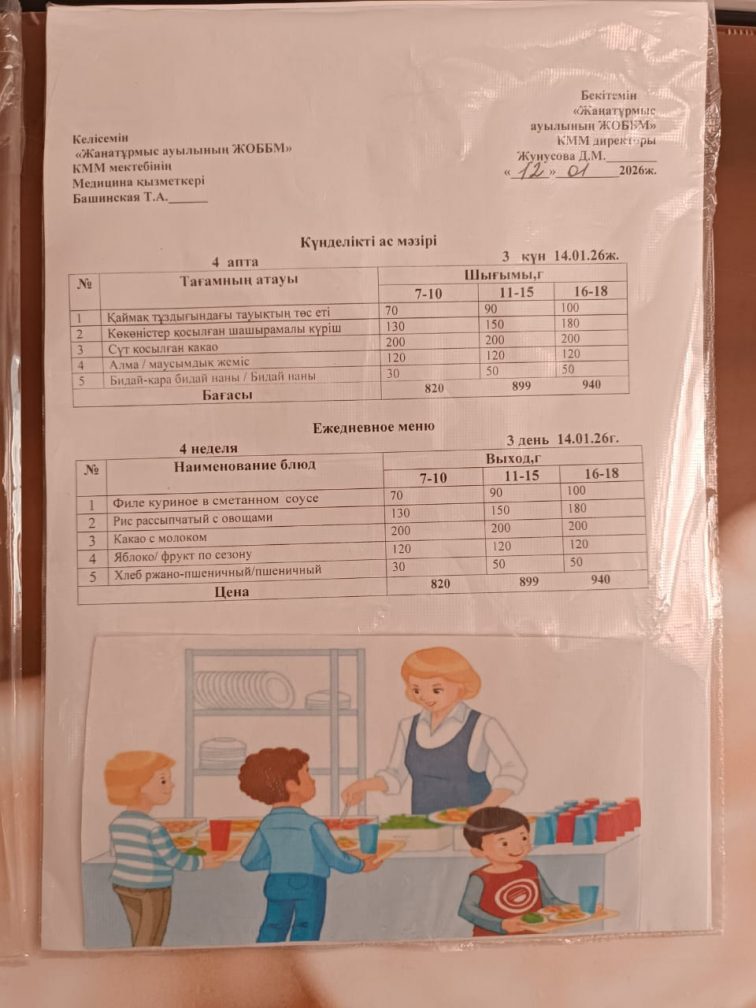 Бекітемін
«Жаңатұрмыс
ауылының ЖОББМ»
КММ директоры
Жунусова Д.М.________
«_12_»__01______2026ж.
Келісемін
«Жаңатұрмыс ауылының ЖОББМ»
КММ мектебінің
Медицина қызметкері
Башинская Т.А.______
Күнделікті ас мәзірі
4 апта 3 күн 14.01.26ж.
№ Тағамның атауы Шығымы,г
7-10 11-15 16-18
1 Қаймак тұздығындағы тауықтың төс еті 70 90 100
2 Көкөністер қосылған шашырамалы күріш 130 150 180
3 Сүт қосылған какао 200 200 200
4 Алма / маусымдық жеміс 120 120 120
5 Бидай-қара бидай наны / Бидай наны 30 50 50
Бағасы 820 899 940
Ежедневное меню
4 неделя 3 день 14.01.26г.
№ Наименование блюд Выход,г
7-10 11-15 16-18
1 Филе куриное в сметанном соусе 70 90 100
2 Рис рассыпчатый с овощами 130 150 180
3 Какао с молоком 200 200 200
4 Яблоко/ фрукт по сезону 120 120 120
5 Хлеб ржано-пшеничный/пшеничный 30 50 50
Цена 820 899 940